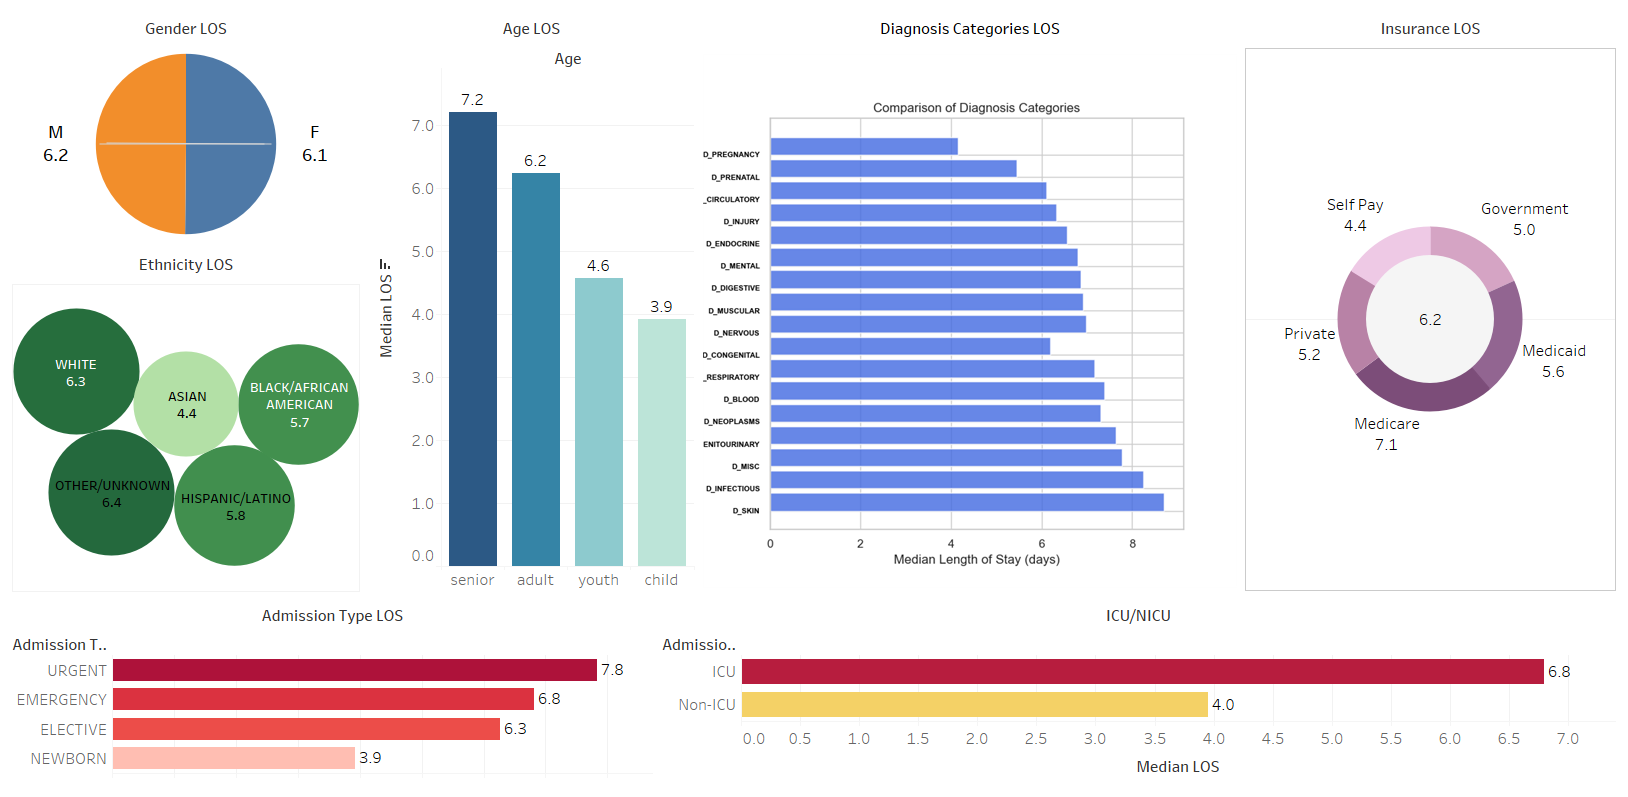 Gender LOS
M
6.2
F
6.1
Ethnicity LOS
WHITE
6.3
ASIAN
4.4
BLACK/AFRICAN
AMERICAN
5.7
OTHER/UNKNOWN
6.4
HISPANIC/LATINO
5.8
Age LOS
Age
Median LOS
7.0
6.0
5.0
4.0
3.0
2.0
1.0
0.0
7.2
6.2
4.6
3.9
senior
adult
youth
child
Diagnosis Categories LOS
Comparison of Diagnosis Categories
D_PREGNANCY
D_PRENATAL
_CIRCULATORY
D_INJURY
D_ENDOCRINE
D_MENTAL
D_DIGESTIVE
D_MUSCULAR
D_NERVOUS
D_CONGENITAL
_RESPIRATORY
D_BLOOD
D_NEOPLASMS
ENITOURINARY
D_MISC
D_INFECTIOUS
D_SKIN
0 2 4 6 8
Median Length of Stay (days)
Insurance LOS
Self Pay
4.4
Government
5.0
Private
5.2
6.2
Medicaid
5.6
Medicare
7.1
Admission Type LOS
Admission T..
URGENT 7.8
EMERGENCY 6.8
ELECTIVE 6.3
NEWBORN 3.9
ICU/NICU
Admissio..
ICU 6.8
Non-ICU 4.0
0.0 0.5 1.0 1.5 2.0 2.5 3.0 3.5 4.0 4.5 5.0 5.5 6.0 6.5 7.0
Median LOS